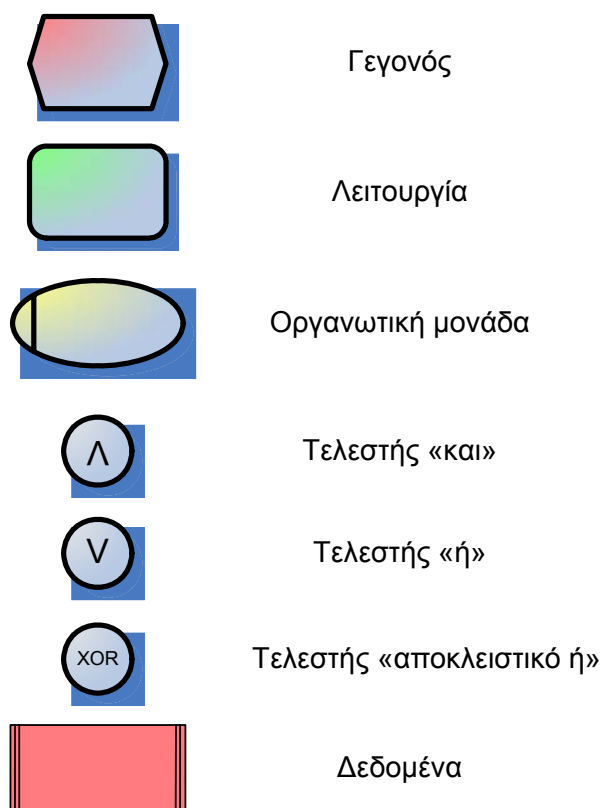 Γεγονός
Λειτουργία
Οργανωτική μονάδα
Λ Τελεστής «και»
V Τελεστής «ή»
XOR Τελεστής «αποκλειστικό ή»
Δεδομένα